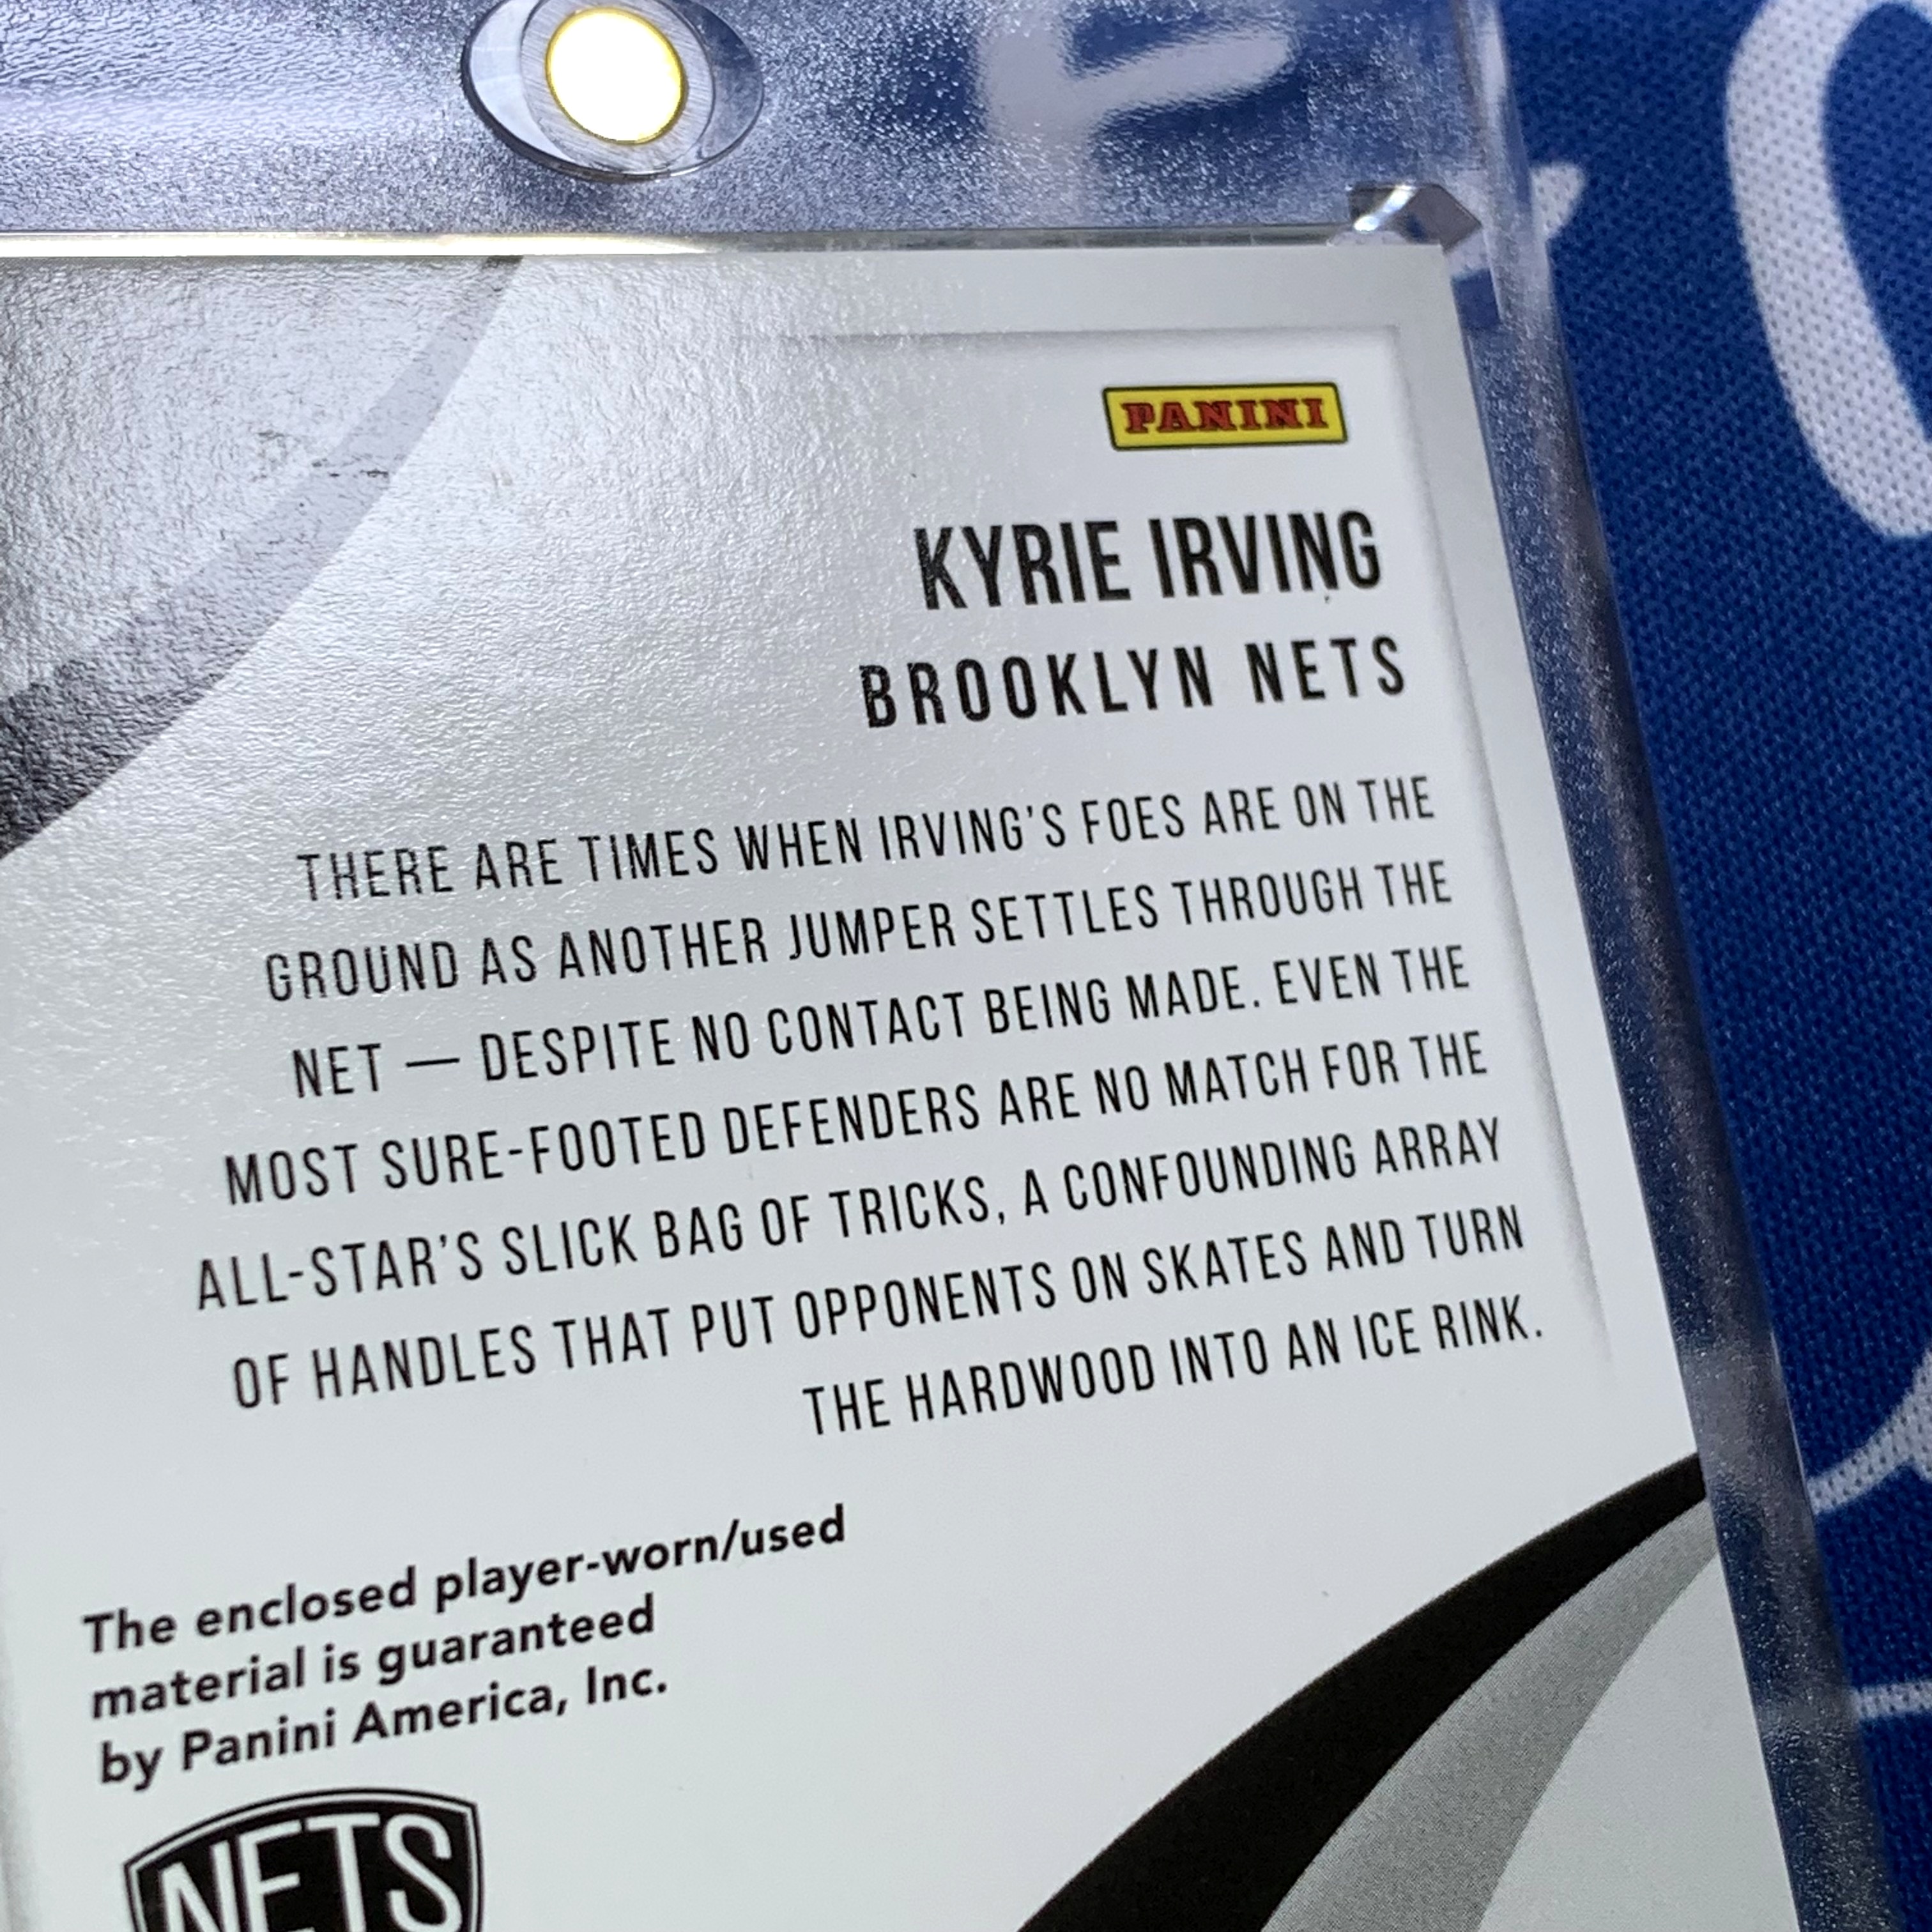 PANINI
KYRIE IRVING
BROOKLYN NETS
THERE ARE TIMES WHEN IRVING'S FOES ARE ON THE
GROUND AS ANOTHER JUMPER SETTLES THROUGH THE
NET — DESPITE NO CONTACT BEING MADE. EVEN THE
MOST SURE-FOOTED DEFENDERS ARE NO MATCH FOR THE
ALL-STAR'S SLICK BAG OF TRICKS, A CONFOUNDING ARRAY
OF HANDLES THAT PUT OPPONENTS ON SKATES AND TURN
THE HARDWOOD INTO AN ICE RINK.
The enclosed player-worn/used
material is guaranteed
by Panini America, Inc.
NETS